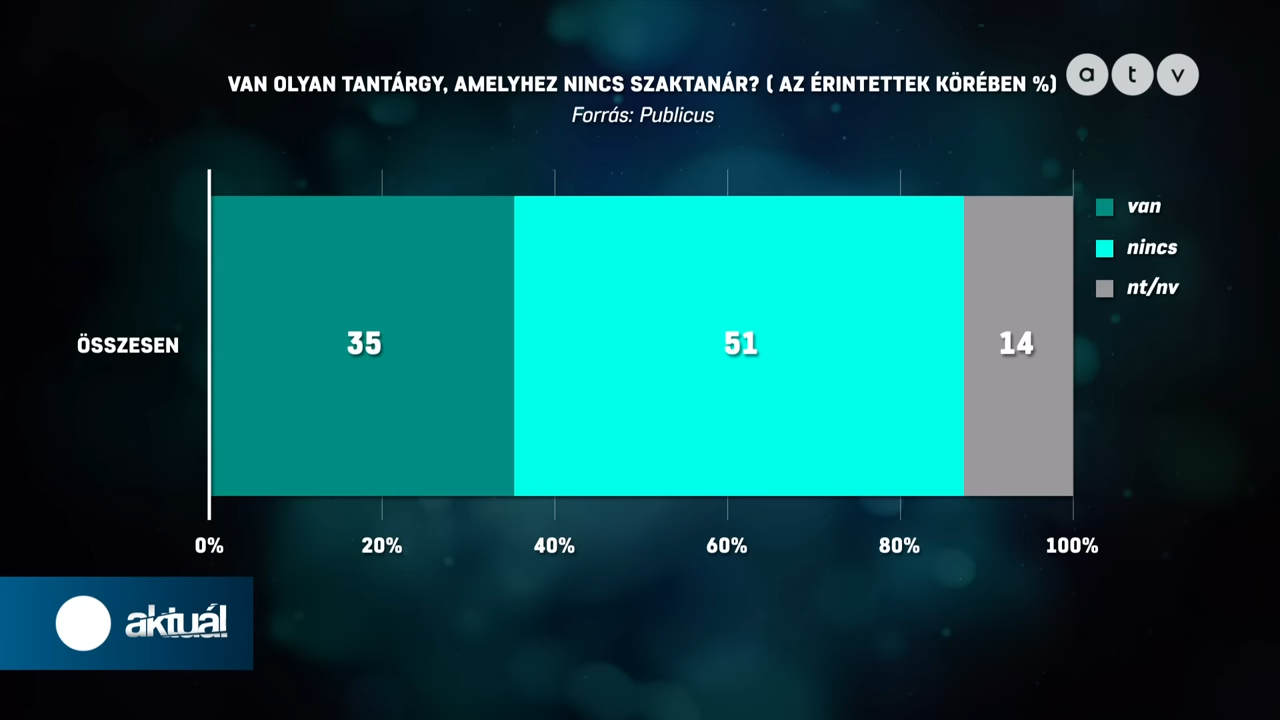 VAN OLYAN TANTÁRGY, AMELYHEZ NINCS SZAKTANÁR? ( AZ ÉRINTETTEK KÖRÉBEN %)
atv
Forrás: Publicus
van
nincs
nt/nv
ÖSSZESEN
35 51 14
0% 20% 40% 60% 80% 100%
aktuál